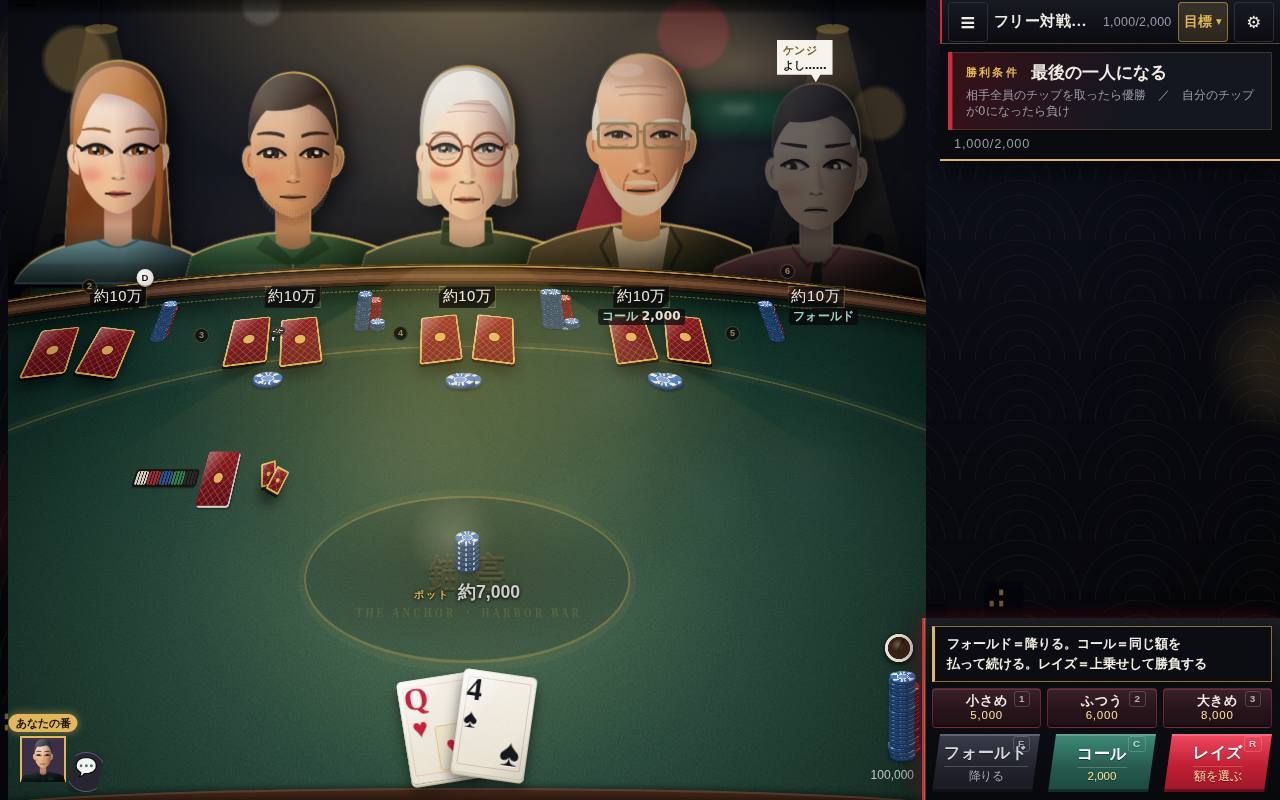 フリー対戦…
1,000/2,000
目標▼
勝利条件 最後の一人になる
相手全員のチップを取ったら優勝 ／ 自分のチップ
が0になったら負け
1,000/2,000
ケンジ
よし……
D
2
約10万
3
約10万
4
約10万
約10万
コール 2,000
5
6
約10万
フォールド
ポット 約7,000
THE ANCHOR · HARBOR BAR
Q
4
100,000
あなたの番
フォールド＝降りる。コール＝同じ額を
払って続ける。レイズ＝上乗せして勝負する
小さめ 1
5,000
ふつう 2
6,000
大きめ 3
8,000
フォールド
降りる
コール C
2,000
レイズ R
額を選ぶ